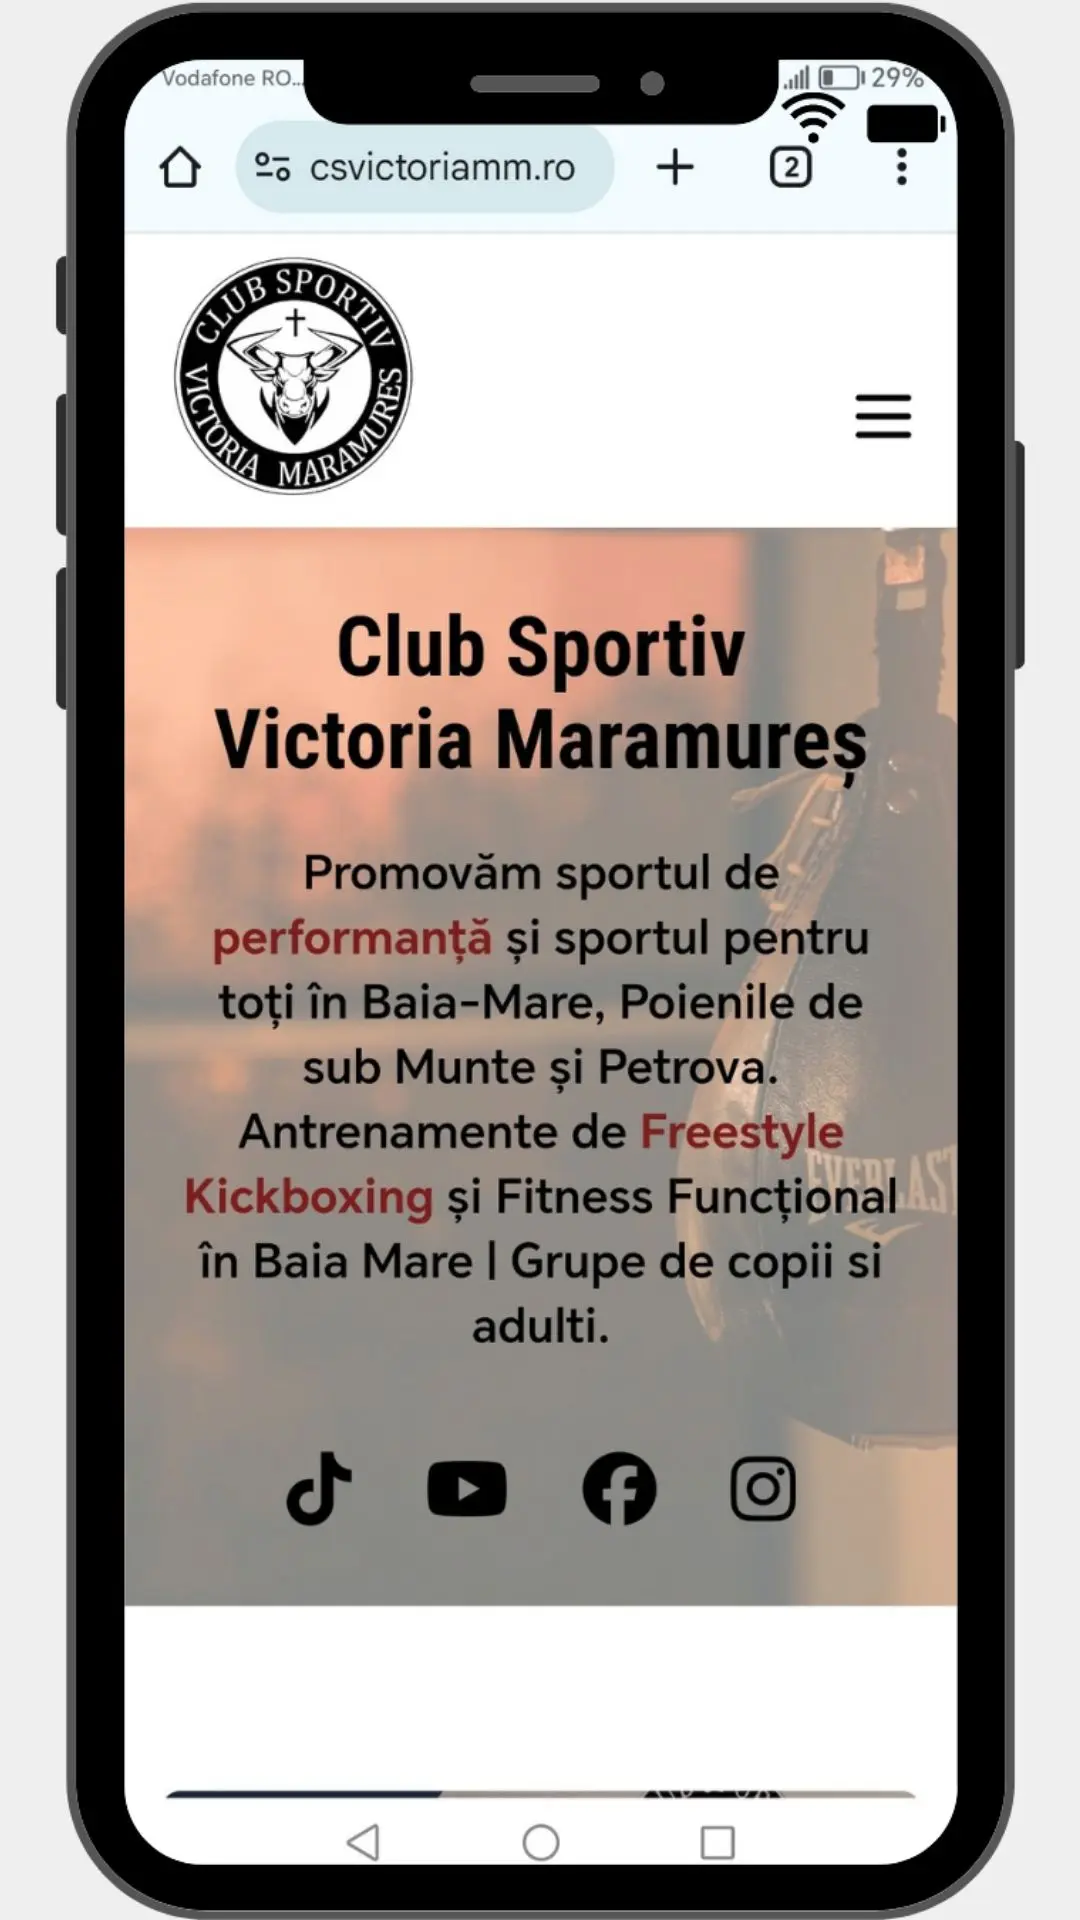 Vodafone RO...
29%
csvictoriamm.ro
2
CLUB SPORTIV
VICTORIA MARAMURES
Club Sportiv
Victoria Maramureș
Promovăm sportul de
performanță și sportul pentru
toți în Baia-Mare, Poienile de
sub Munte și Petrova.
Antrenamente de Freestyle
Kickboxing și Fitness Funcțional
în Baia Mare | Grupe de copii si
adulti.
EVERLAST